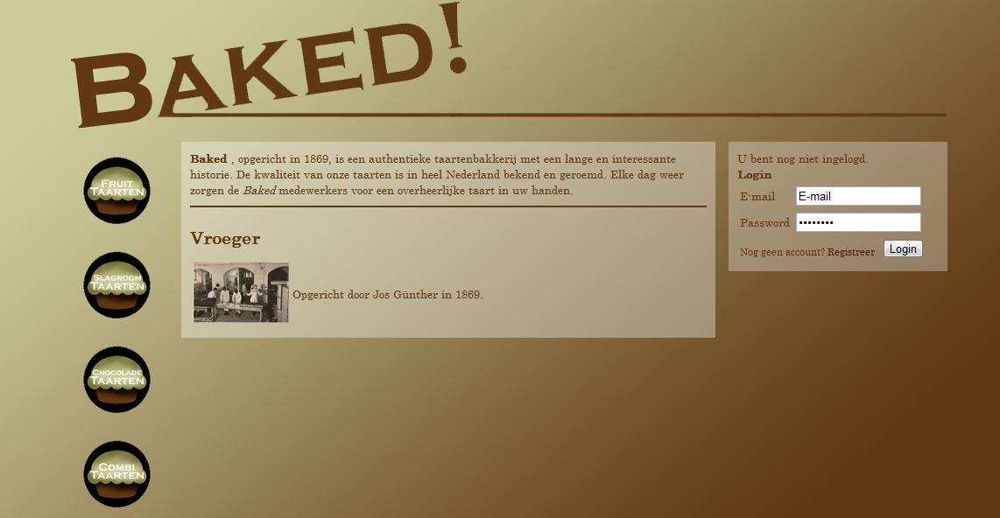 BAKED!
FRUIT
TAARTEN
SLAGROOM
TAARTEN
CHOCOLADE
TAARTEN
COMBI
TAARTEN
Baked , opgericht in 1869, is een authentieke taartenbakkerij met een lange en interessante
historie. De kwaliteit van onze taarten is in heel Nederland bekend en geroemd. Elke dag weer
zorgen de Baked medewerkers voor een overheerlijke taart in uw handen.
Vroeger
Opgericht door Jos Günther in 1869.
U bent nog niet ingelogd.
Login
E-mail E-mail
Password ••••••••
Nog geen account? Registreer Login